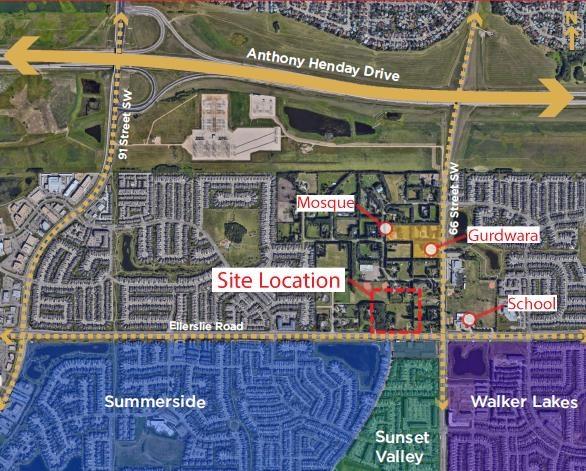 N
Anthony Henday Drive
91 Street SW
66 Street SW
Mosque
Gurdwara
Site Location
School
Ellerslie Road
Summerside
Walker Lakes
Sunset
Valley